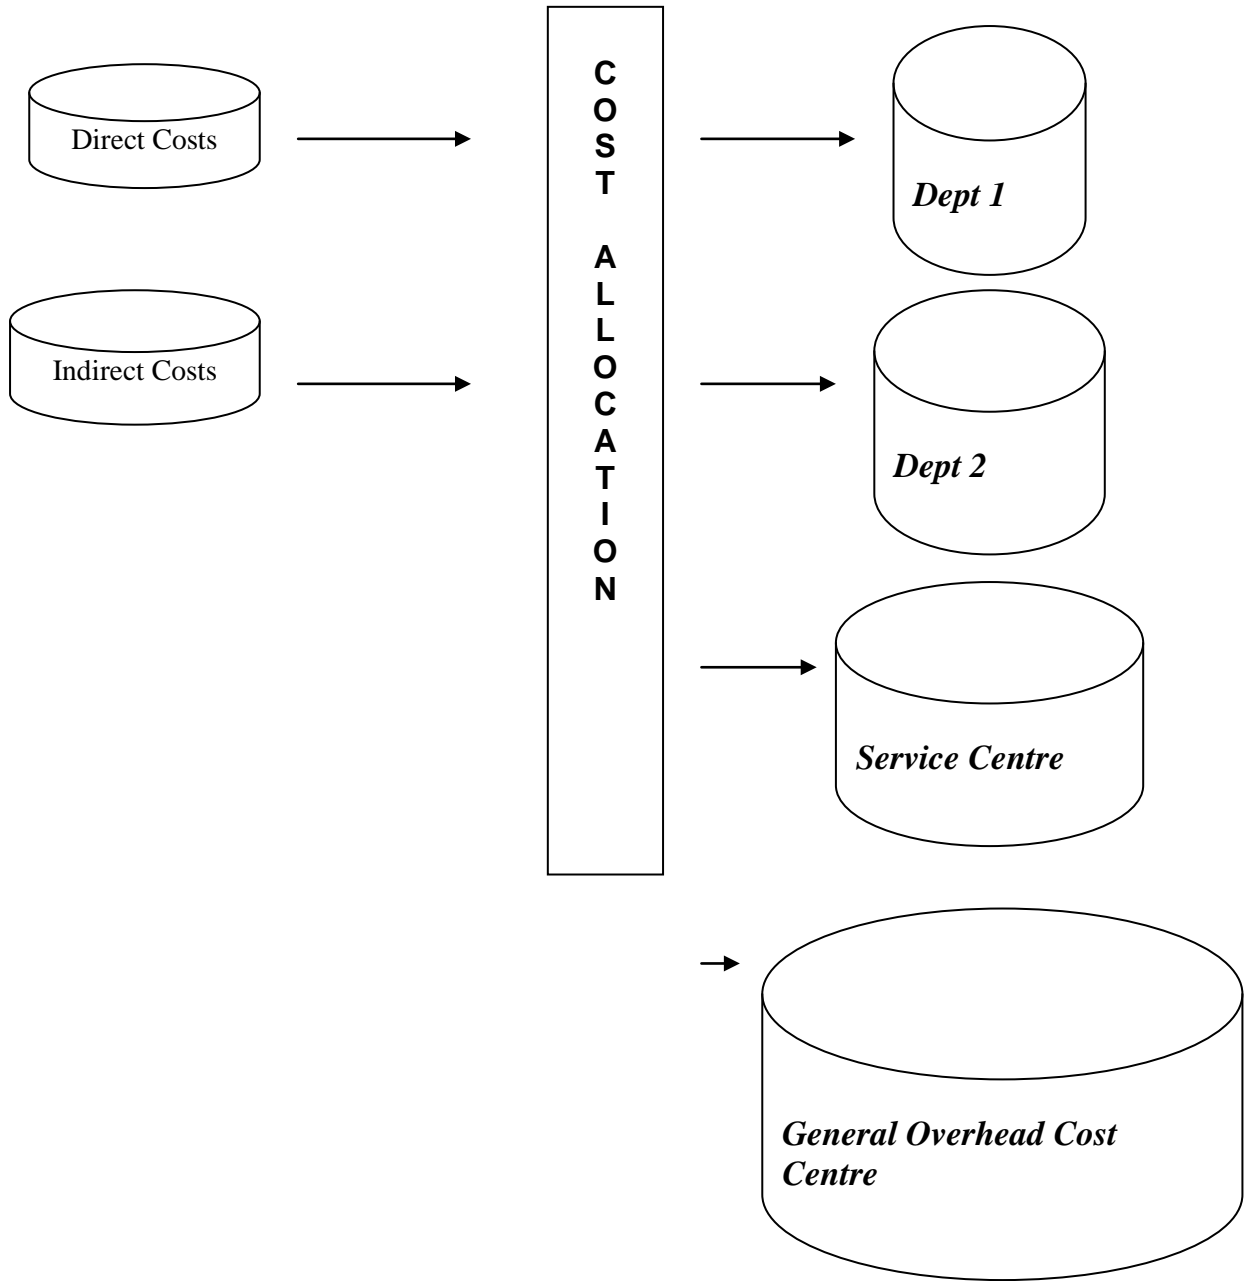 Direct Costs
Indirect Costs
C
O
S
T
A
L
L
O
C
A
T
I
O
N
Dept 1
Dept 2
Service Centre
General Overhead Cost
Centre